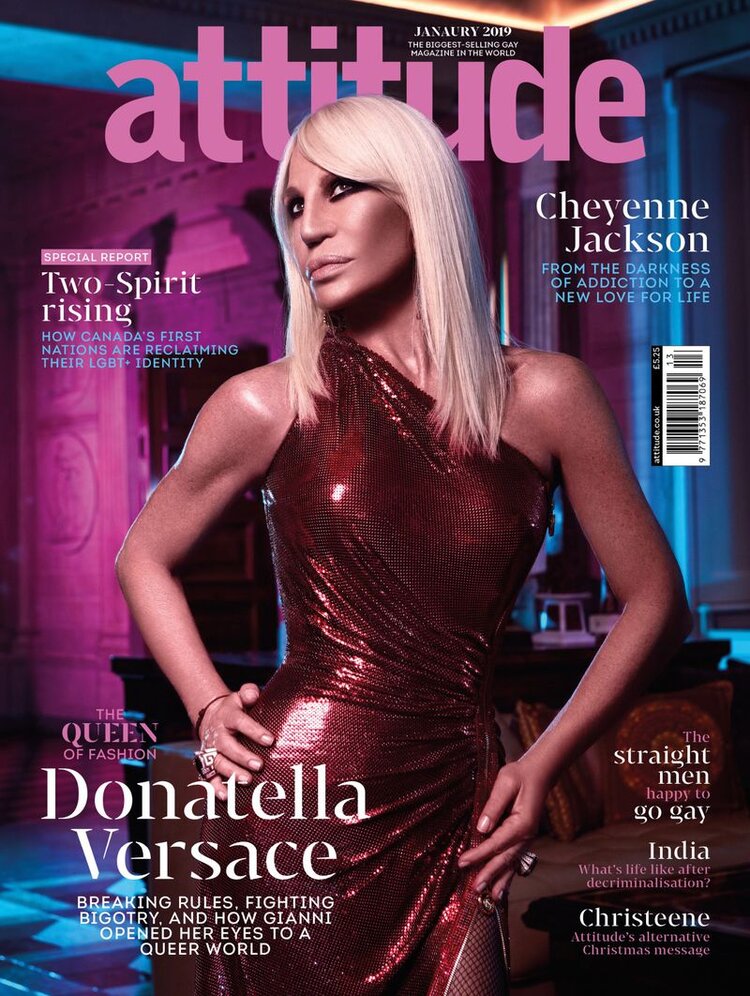 JANAURY 2019
THE BIGGEST-SELLING GAY
MAGAZINE IN THE WORLD
attitude
Cheyenne
Jackson
FROM THE DARKNESS
OF ADDICTION TO A
NEW LOVE FOR LIFE
SPECIAL REPORT
Two-Spirit
rising
HOW CANADA'S FIRST
NATIONS ARE RECLAIMING
THEIR LGBT+ IDENTITY
£5.25
attitude.co.uk
13
9 771353 187069
THE
QUEEN
OF FASHION
Donatella
Versace
BREAKING RULES, FIGHTING
BIGOTRY, AND HOW GIANNI
OPENED HER EYES TO A
QUEER WORLD
The
straight
men
happy to
go gay
India
What's life like after
decriminalisation?
Christeene
Attitude's alternative
Christmas message